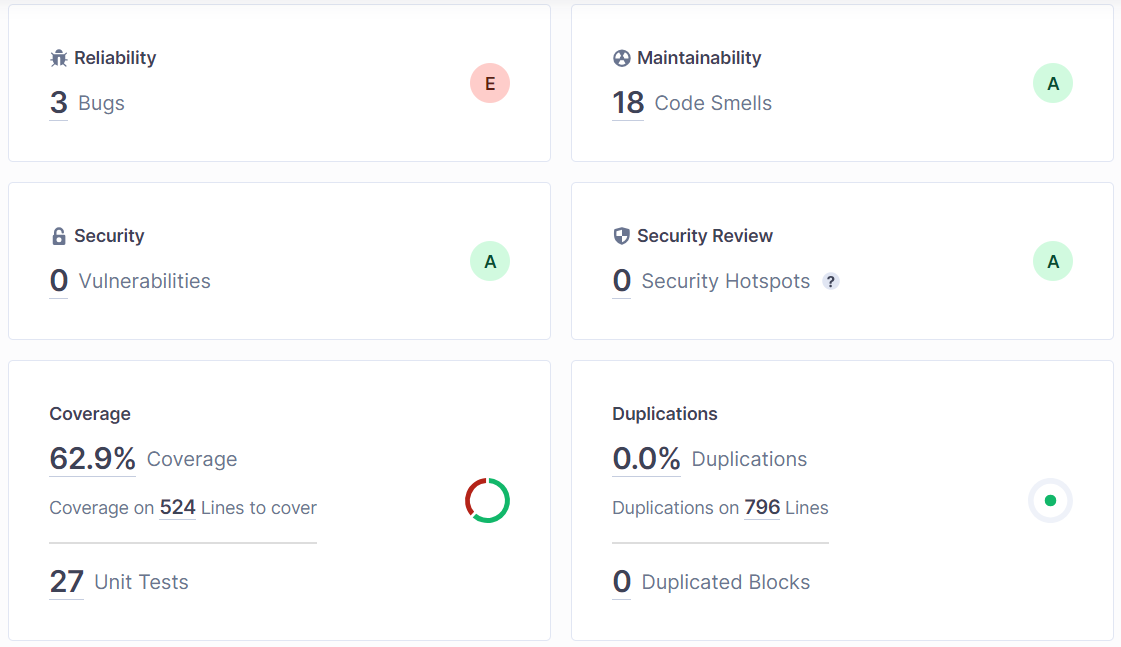 Reliability
3 Bugs
E
Maintainability
18 Code Smells
A
Security
0 Vulnerabilities
A
Security Review
0 Security Hotspots ?
A
Coverage
62.9% Coverage
Coverage on 524 Lines to cover
27 Unit Tests
Duplications
0.0% Duplications
Duplications on 796 Lines
0 Duplicated Blocks